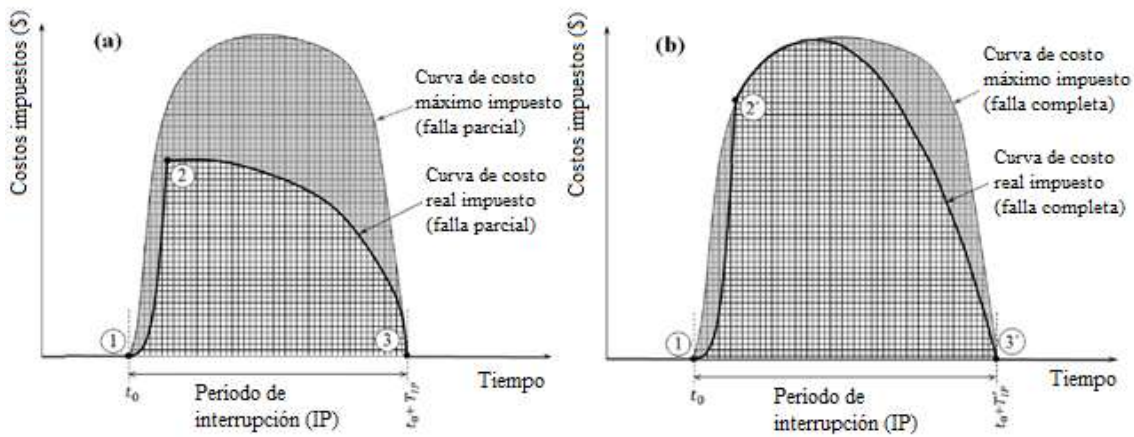 Costos impuestos ($)
(a)
Curva de costo
máximo impuesto
(falla parcial)
2
Curva de costo
real impuesto
(falla parcial)
1
3
Tiempo
t₀
Periodo de
interrupción (IP)
t₀+T_IP
Costos impuestos ($)
(b)
Curva de costo
máximo impuesto
(falla completa)
2'
Curva de costo
real impuesto
(falla completa)
1
3'
Tiempo
t₀
Periodo de
interrupción (IP)
t₀+T'_IP